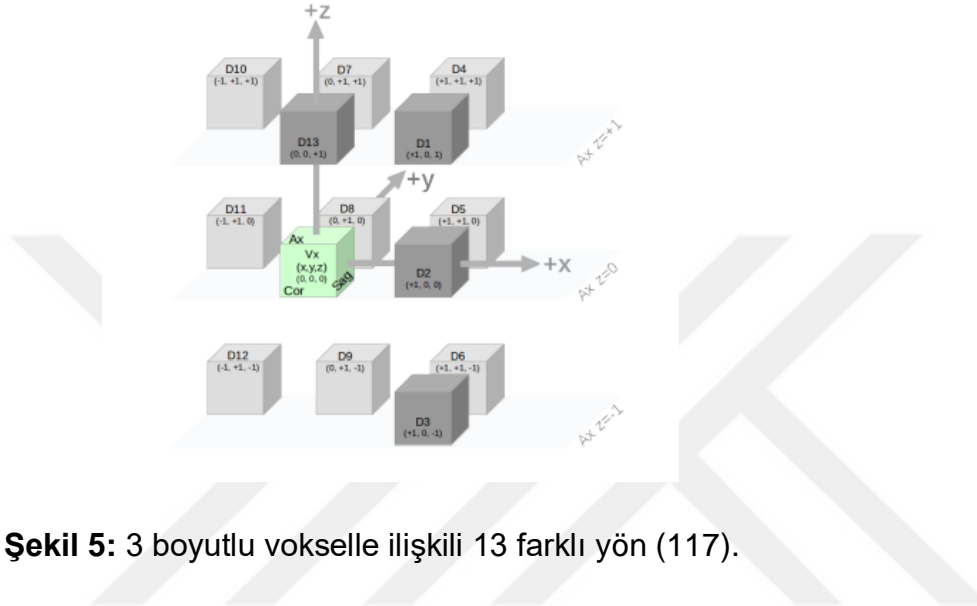 +z
D10
(-1, +1, +1)
D7
(0, +1, +1)
D4
(+1, +1, +1)
D13
(0, 0, +1)
D1
(+1, 0, 1)
Ax z=+1
+y
D11
(-1, +1, 0)
D8
(0, +1, 0)
D5
(+1, +1, 0)
Ax
Vx
(x,y,z)
(0, 0, 0)
Cor
Sag
D2
(+1, 0, 0)
+x
Ax z=0
D12
(-1, +1, -1)
D9
(0, +1, -1)
D6
(+1, +1, -1)
D3
(+1, 0, -1)
Ax z=-1
Şekil 5: 3 boyutlu vokselle ilişkili 13 farklı yön (117).